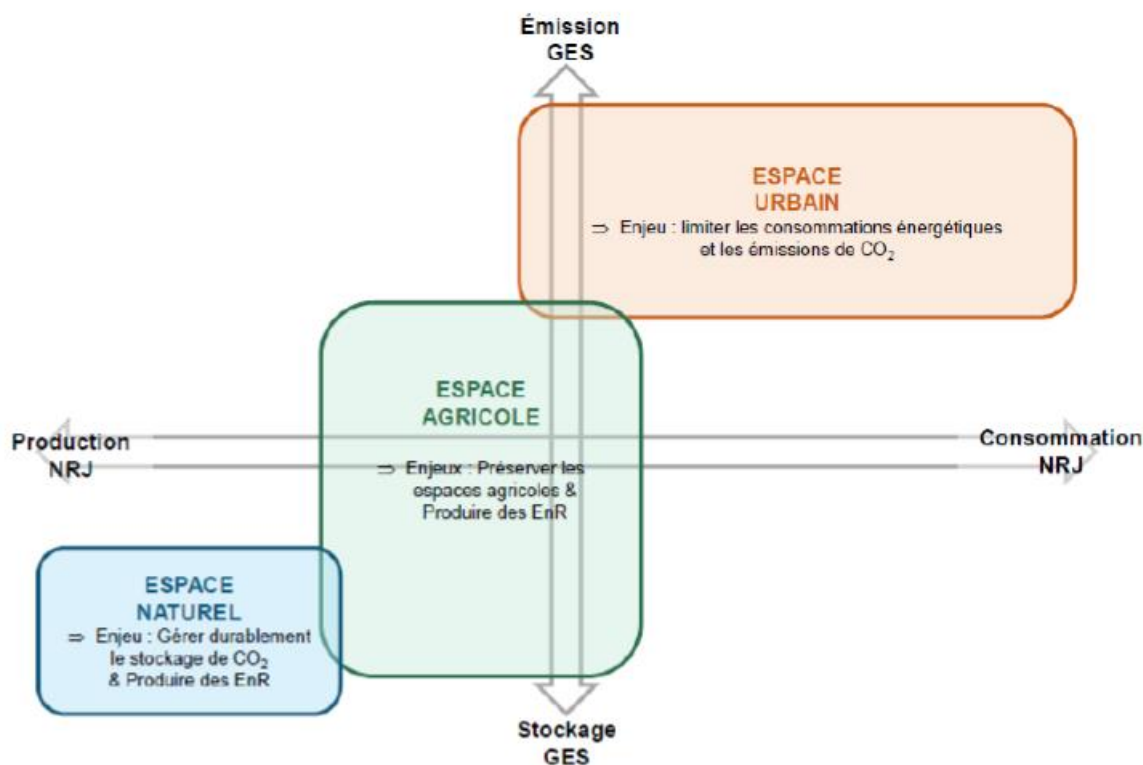 Émission
GES
ESPACE
URBAIN
⇒ Enjeu : limiter les consommations énergétiques
et les émissions de CO₂
ESPACE
AGRICOLE
⇒ Enjeux : Préserver les
espaces agricoles &
Produire des EnR
Production
NRJ
Consommation
NRJ
ESPACE
NATUREL
⇒ Enjeu : Gérer durablement
le stockage de CO₂
& Produire des EnR
Stockage
GES